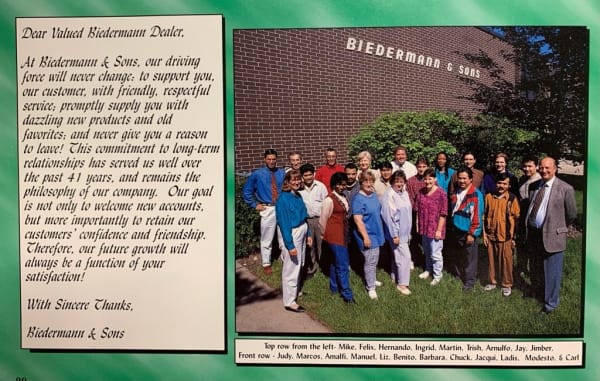 Dear Valued Biedermann Dealer,
At Biedermann & Sons, our driving
force will never change: to support you,
our customer, with friendly, respectful
service; promptly supply you with
dazzling new products and old
favorites; and never give you a reason
to leave! This commitment to long-term
relationships has served us well over
the past 41 years, and remains the
philosophy of our company. Our goal
is not only to welcome new accounts,
but more importantly to retain our
customers' confidence and friendship.
Therefore, our future growth will
always be a function of your
satisfaction!
With Sincere Thanks,
Biedermann & Sons
BIEDERMANN & SONS
Top row from the left- Mike, Felix, Hernando, Ingrid, Martin, Trish, Arnulfo, Jay, Jimber.
Front row - Judy, Marcos, Amalfi, Manuel, Liz, Benito, Barbara, Chuck, Jacqui, Ladis, Modesto, & Carl